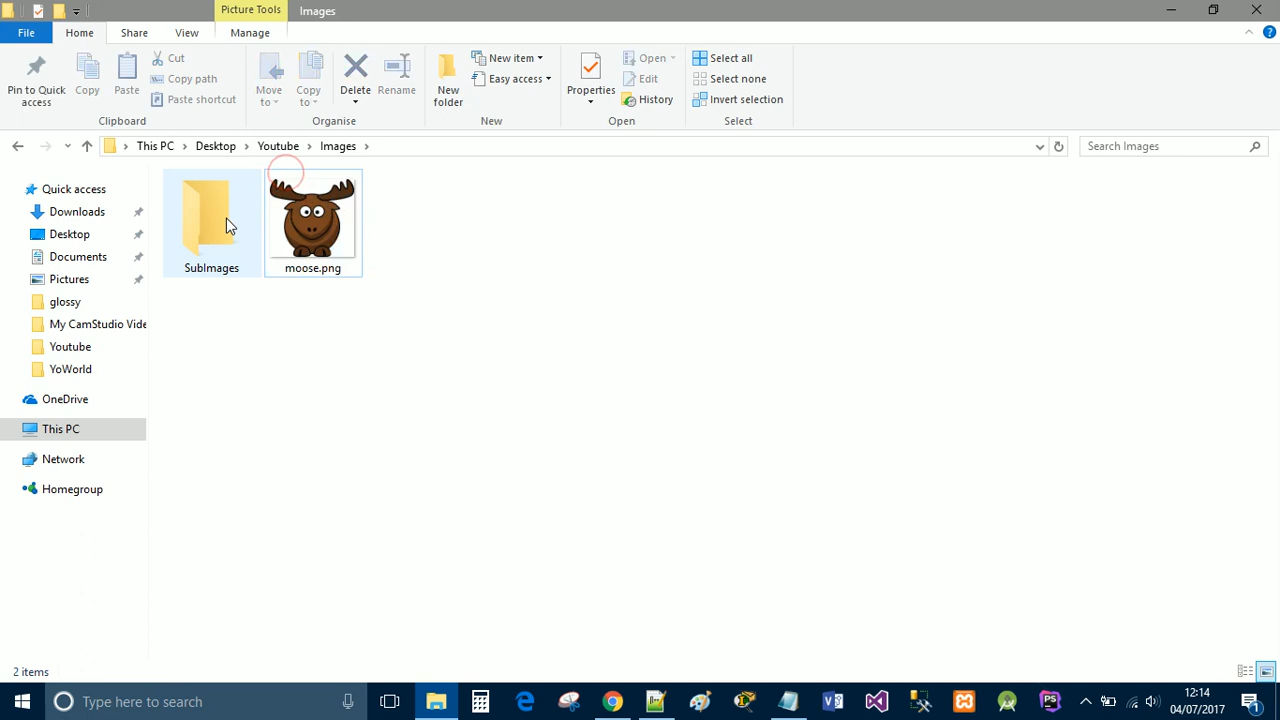 Picture Tools
Images
File
Home
Share
View
Manage
Pin to Quick access
Copy
Paste
Cut
Copy path
Paste shortcut
Clipboard
Move to
Copy to
Delete
Rename
Organise
New folder
New item
Easy access
New
Properties
Open
Edit
History
Open
Select all
Select none
Invert selection
Select
This PC
Desktop
Youtube
Images
Search Images
Quick access
Downloads
Desktop
Documents
Pictures
glossy
My CamStudio Vide
Youtube
YoWorld
OneDrive
This PC
Network
Homegroup
SubImages
moose.png
2 items
Type here to search
PS
12:14
04/07/2017
1